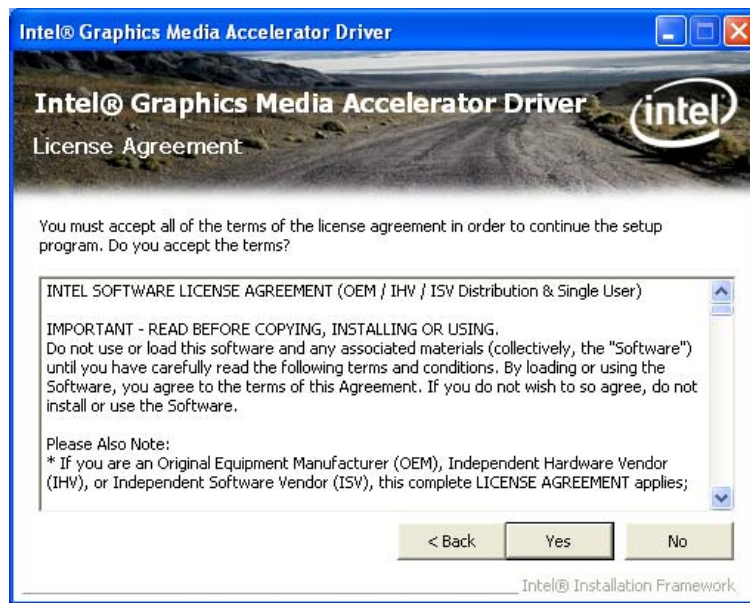 Intel® Graphics Media Accelerator Driver
Intel® Graphics Media Accelerator Driver
intel
License Agreement
You must accept all of the terms of the license agreement in order to continue the setup
program. Do you accept the terms?
INTEL SOFTWARE LICENSE AGREEMENT (OEM / IHV / ISV Distribution & Single User)
IMPORTANT - READ BEFORE COPYING, INSTALLING OR USING.
Do not use or load this software and any associated materials (collectively, the "Software")
until you have carefully read the following terms and conditions. By loading or using the
Software, you agree to the terms of this Agreement. If you do not wish to so agree, do not
install or use the Software.
Please Also Note:
* If you are an Original Equipment Manufacturer (OEM), Independent Hardware Vendor
(IHV), or Independent Software Vendor (ISV), this complete LICENSE AGREEMENT applies;
< Back Yes No
Intel® Installation Framework